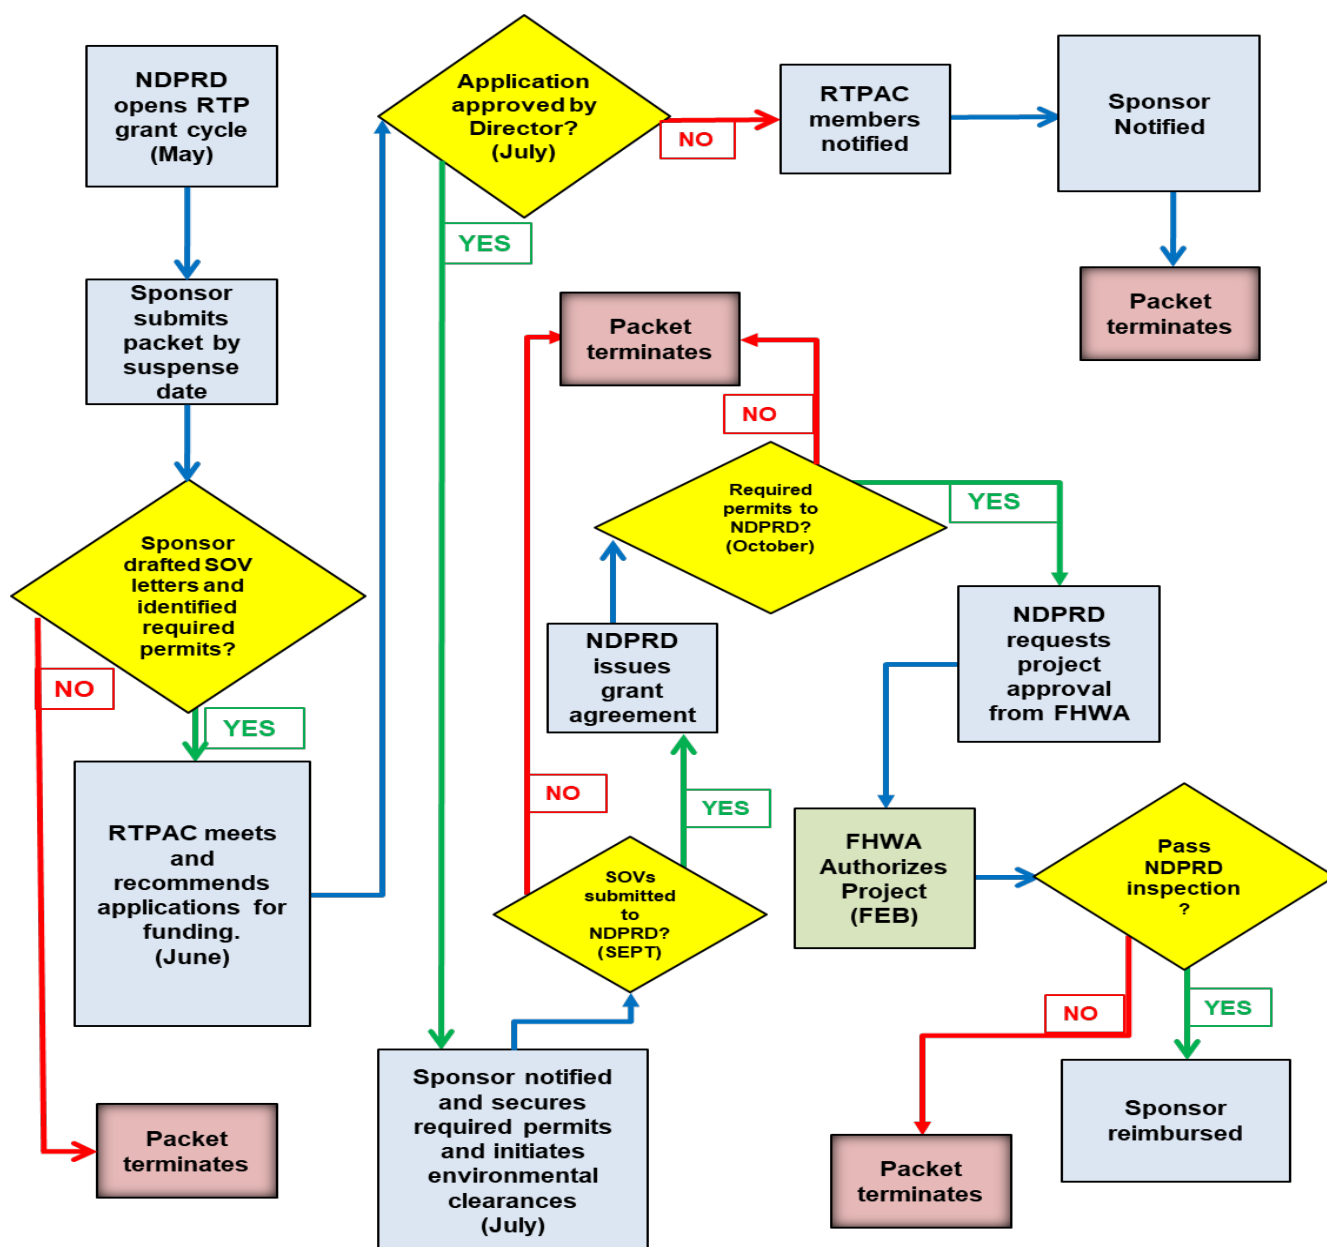 NDPRD
opens RTP
grant cycle
(May)
Sponsor
submits
packet by
suspense
date
Sponsor
drafted SOV
letters and
identified
required
permits?
NO
YES
RTPAC meets
and
recommends
applications for
funding.
(June)
Packet
terminates
Application
approved by
Director?
(July)
NO
YES
RTPAC
members
notified
Sponsor
Notified
Packet
terminates
Sponsor notified
and secures
required permits
and initiates
environmental
clearances
(July)
SOVs
submitted
to
NDPRD?
(SEPT)
NO
YES
Packet
terminates
NDPRD
issues
grant
agreement
Required
permits to
NDPRD?
(October)
NO
YES
NDPRD
requests
project
approval
from FHWA
FHWA
Authorizes
Project
(FEB)
Pass
NDPRD
inspection
?
NO
YES
Packet
terminates
Sponsor
reimbursed